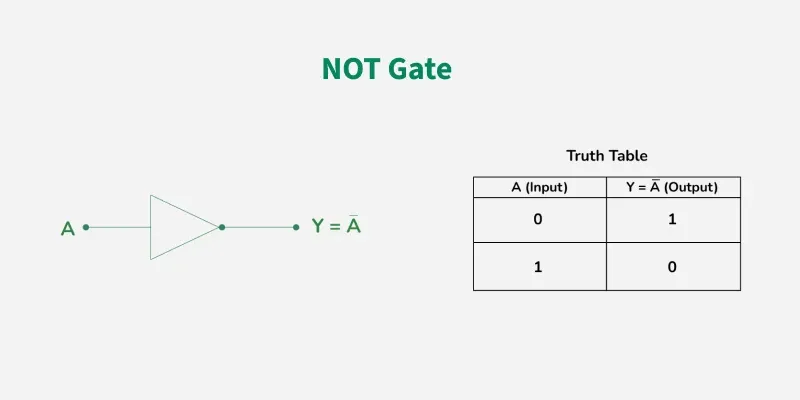 NOT Gate
A
Y = A̅
Truth Table
A (Input) Y = A̅ (Output)
0 1
1 0